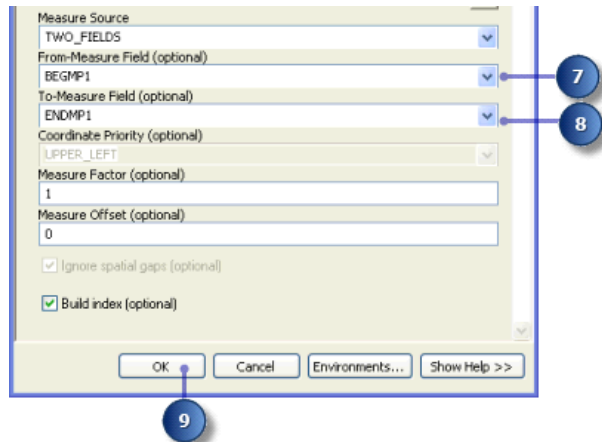 Measure Source
TWO_FIELDS
From-Measure Field (optional)
BEGMP1
7
To-Measure Field (optional)
ENDMP1
8
Coordinate Priority (optional)
UPPER_LEFT
Measure Factor (optional)
1
Measure Offset (optional)
0
Ignore spatial gaps (optional)
Build index (optional)
OK Cancel Environments... Show Help >>
9